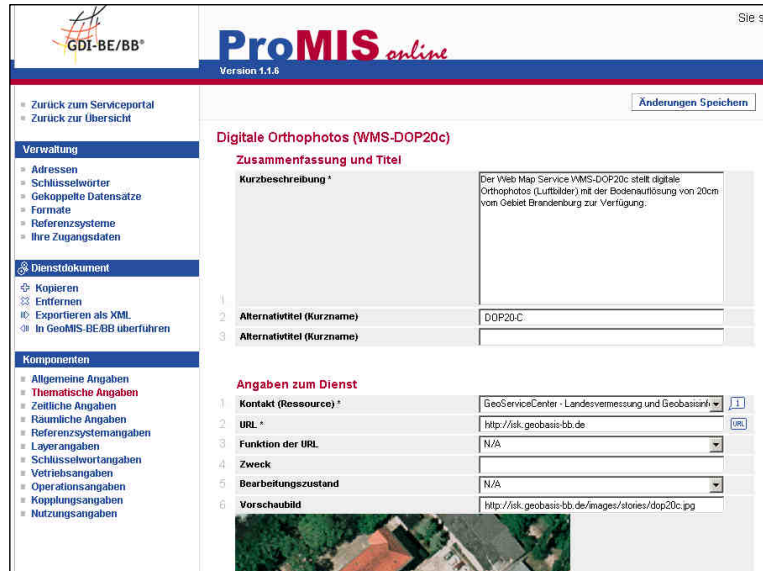 GDI-BE/BB®
ProMIS online
Sie s
Version 1.1.6
Zurück zum Serviceportal
Zurück zur Übersicht
Änderungen Speichern
Verwaltung
Adressen
Schlüsselwörter
Gekoppelte Datensätze
Formate
Referenzsysteme
Ihre Zugangsdaten
Dienstdokument
Kopieren
Entfernen
Exportieren als XML
In GeoMIS-BE/BB überführen
Komponenten
Allgemeine Angaben
Thematische Angaben
Zeitliche Angaben
Räumliche Angaben
Referenzsystemangaben
Layerangaben
Schlüsselwortangaben
Vetriebsangaben
Operationsangaben
Kopplungsangaben
Nutzungsangaben
Digitale Orthophotos (WMS-DOP20c)
Zusammenfassung und Titel
Kurzbeschreibung *
Der Web Map Service WMS-DOP20c stellt digitale
Orthophotos (Luftbilder) mit der Bodenauflösung von 20cm
vom Gebiet Brandenburg zur Verfügung.
1
2 Alternativtitel (Kurzname) DOP20-C
3 Alternativtitel (Kurzname)
Angaben zum Dienst
1 Kontakt (Ressource) * GeoServiceCenter - Landesvermessung und Geobasisinf
2 URL * http://isk.geobasis-bb.de URL
3 Funktion der URL N/A
4 Zweck
5 Bearbeitungszustand N/A
6 Vorschaubild http://isk.geobasis-bb.de/images/stories/dop20c.jpg